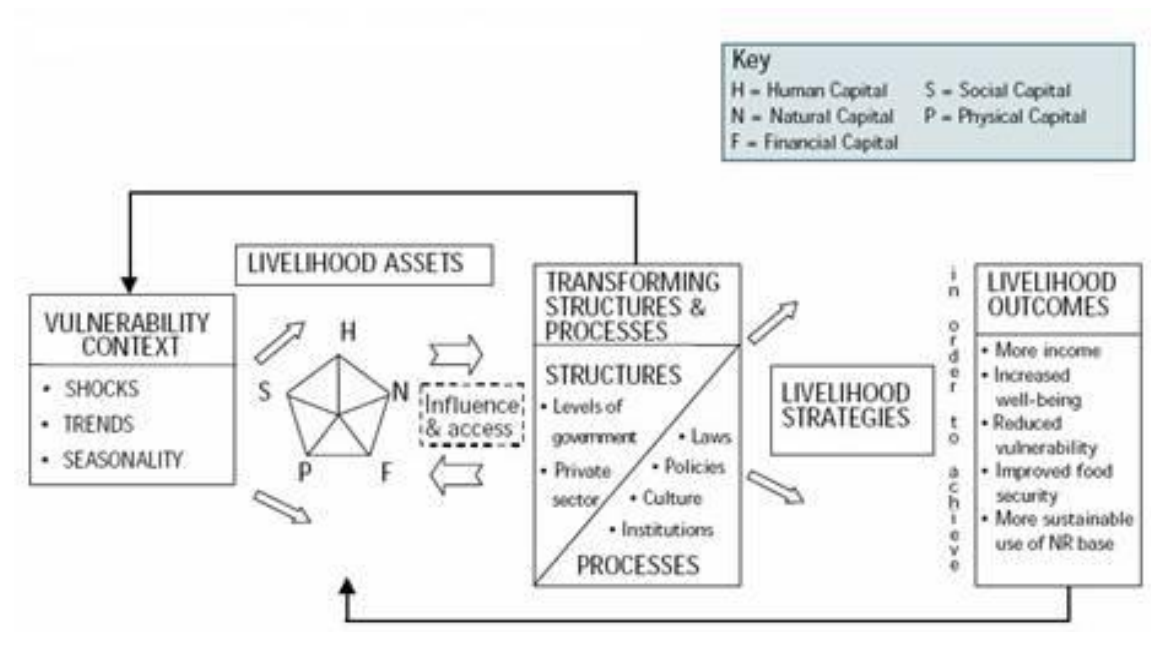 Key
H = Human Capital S = Social Capital
N = Natural Capital P = Physical Capital
F = Financial Capital
LIVELIHOOD ASSETS
VULNERABILITY
CONTEXT
• SHOCKS
• TRENDS
• SEASONALITY
H
S
N
P
F
Influence
& access
TRANSFORMING
STRUCTURES &
PROCESSES
STRUCTURES
• Levels of
government
• Private
sector
• Laws
• Policies
• Culture
• Institutions
PROCESSES
LIVELIHOOD
STRATEGIES
in order to achieve
LIVELIHOOD
OUTCOMES
• More income
• Increased
well-being
• Reduced
vulnerability
• Improved food
security
• More sustainable
use of NR base